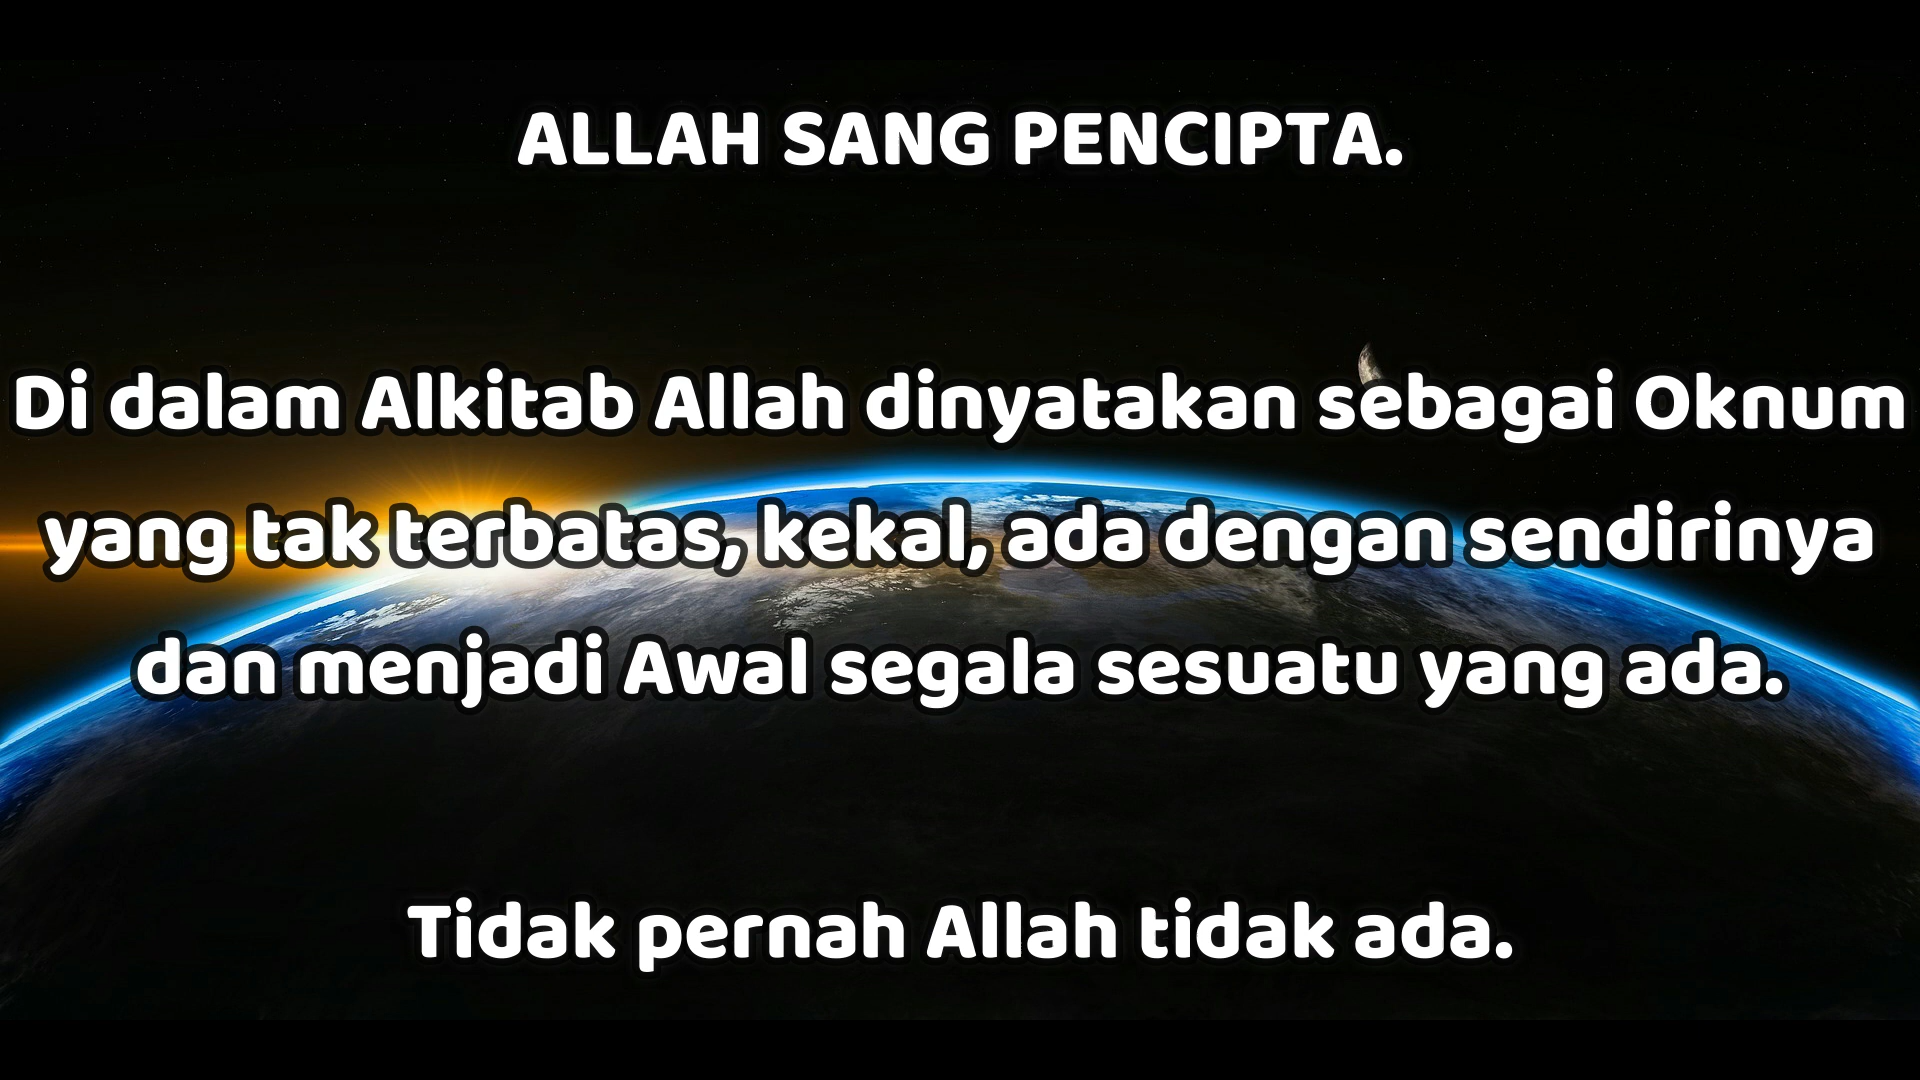 ALLAH SANG PENCIPTA.
Di dalam Alkitab Allah dinyatakan sebagai Oknum
yang tak terbatas, kekal, ada dengan sendirinya
dan menjadi Awal segala sesuatu yang ada.
Tidak pernah Allah tidak ada.